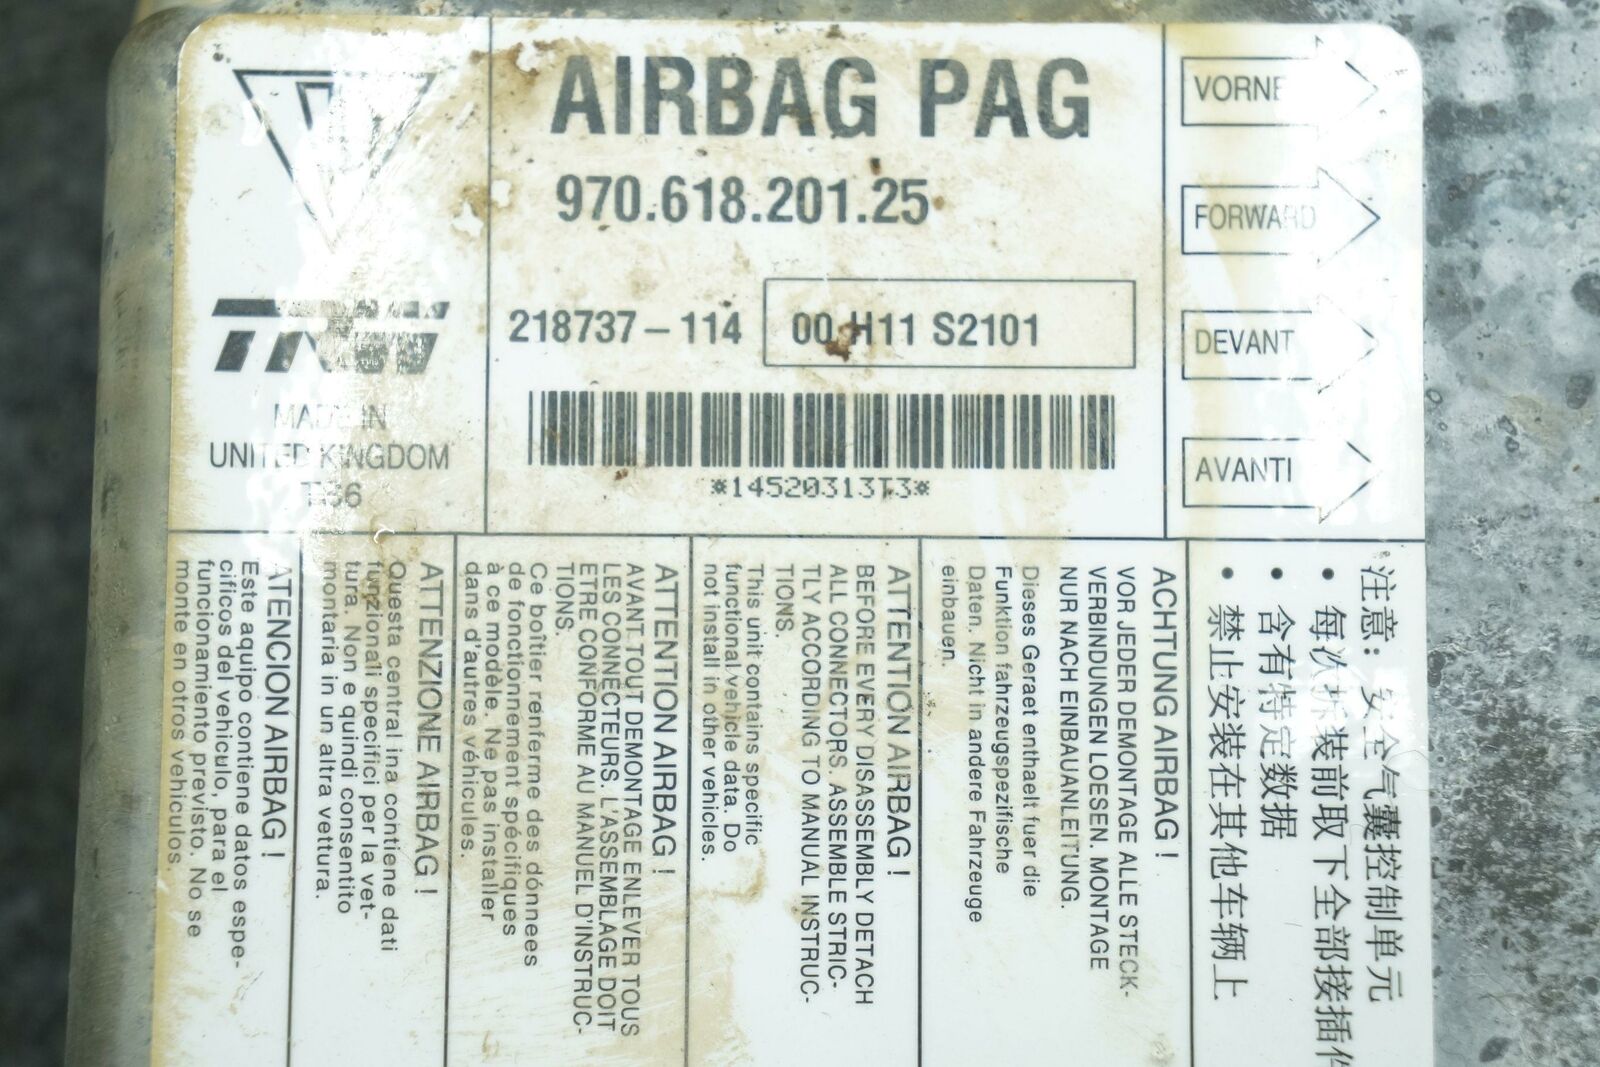 AIRBAG PAG
970.618.201.25
218737-114
00 H11 S2101
*1452031313*
TRW
MADE IN
UNITED KINGDOM
VORNE
FORWARD
DEVANT
AVANTI
注意: 安全气囊控制单元
• 每次拆装前取下全部接插件
• 含有特定数据
• 禁止安装在其他车辆上
ACHTUNG AIRBAG !
VOR JEDER DEMONTAGE ALLE STECK-
VERBINDUNGEN LOESEN. MONTAGE
NUR NACH EINBAUANLEITUNG.
Dieses Geraet enthaelt fuer die
Funktion fahrzeugspezifische
Daten. Nicht in andere Fahrzeuge
einbauen.
ATTENTION AIRBAG !
BEFORE EVERY DISASSEMBLY DETACH
ALL CONNECTORS. ASSEMBLE STRIC-
TLY ACCORDING TO MANUAL INSTRUC-
TIONS.
This unit contains specific
functional vehicle data. Do
not install in other vehicles.
ATTENTION AIRBAG !
AVANT TOUT DEMONTAGE ENLEVER TOUS
LES CONNECTEURS. L'ASSEMBLAGE DOIT
ETRE CONFORME AU MANUEL D'INSTRUC-
TIONS.
Ce boîtier renferme des dónnees
de fonctionnement spécifiques
à ce modèle. Ne pas installer
dans d'autres véhicules.
ATTENZIONE AIRBAG !
Questa central ina contiene dati
funzionali specifici per la vet-
tura. Non e quindi consentito
montaria in un altra vettura.
ATENCION AIRBAG !
Este aquipo contiene datos espe-
cificos del vehiculo, para el
funcionamiento previsto. No se
monte en otros vehiculos.